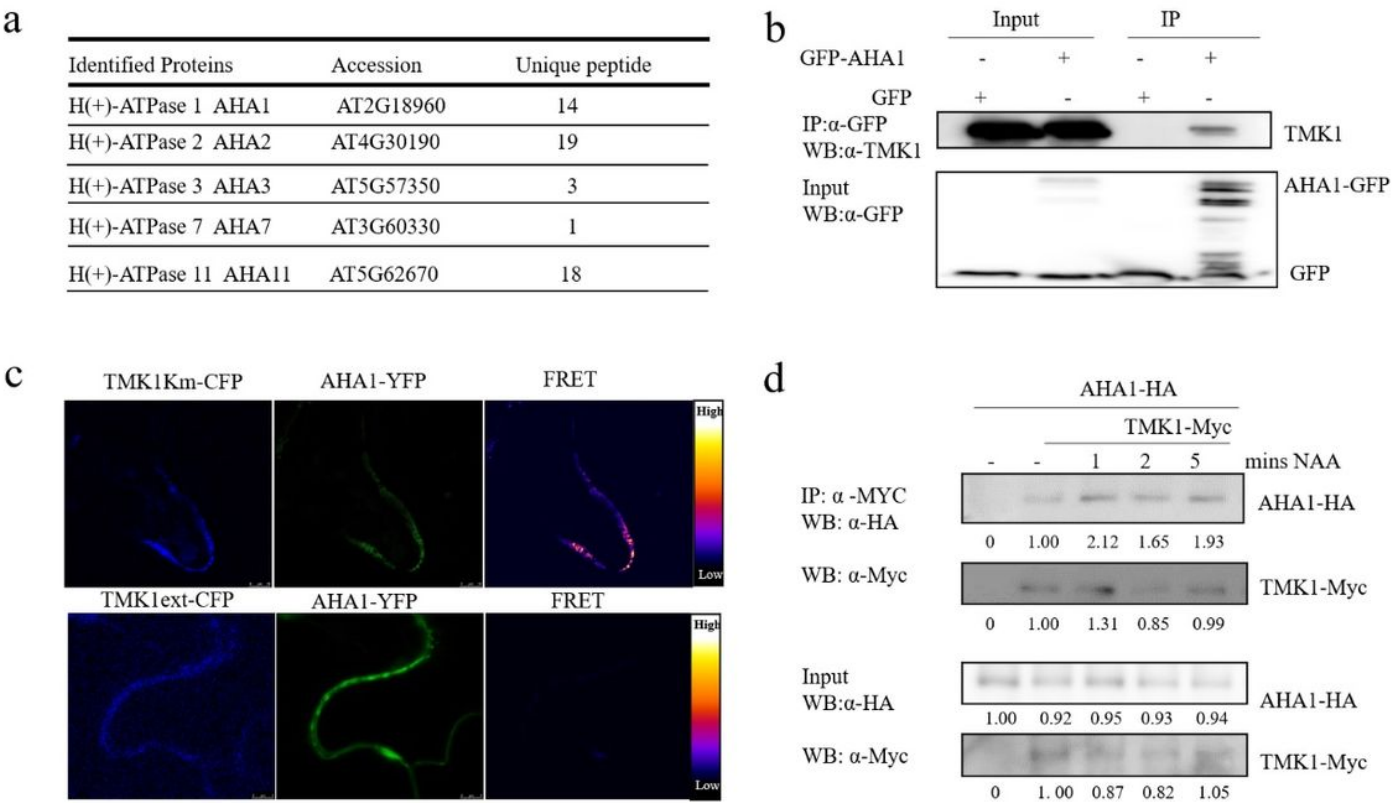 a
Identified Proteins Accession Unique peptide
H(+)-ATPase 1 AHA1 AT2G18960 14
H(+)-ATPase 2 AHA2 AT4G30190 19
H(+)-ATPase 3 AHA3 AT5G57350 3
H(+)-ATPase 7 AHA7 AT3G60330 1
H(+)-ATPase 11 AHA11 AT5G62670 18
b
Input IP
GFP-AHA1 - + - +
GFP + - + -
IP:α-GFP
WB:α-TMK1
TMK1
Input
WB:α-GFP
AHA1-GFP
GFP
c
TMK1Km-CFP AHA1-YFP FRET
High
Low
TMK1ext-CFP AHA1-YFP FRET
High
Low
d
AHA1-HA
TMK1-Myc
- - 1 2 5 mins NAA
IP: α -MYC
WB: α-HA
AHA1-HA
0 1.00 2.12 1.65 1.93
WB: α-Myc
TMK1-Myc
0 1.00 1.31 0.85 0.99
Input
WB:α-HA
AHA1-HA
1.00 0.92 0.95 0.93 0.94
WB: α-Myc
TMK1-Myc
0 1.00 0.87 0.82 1.05